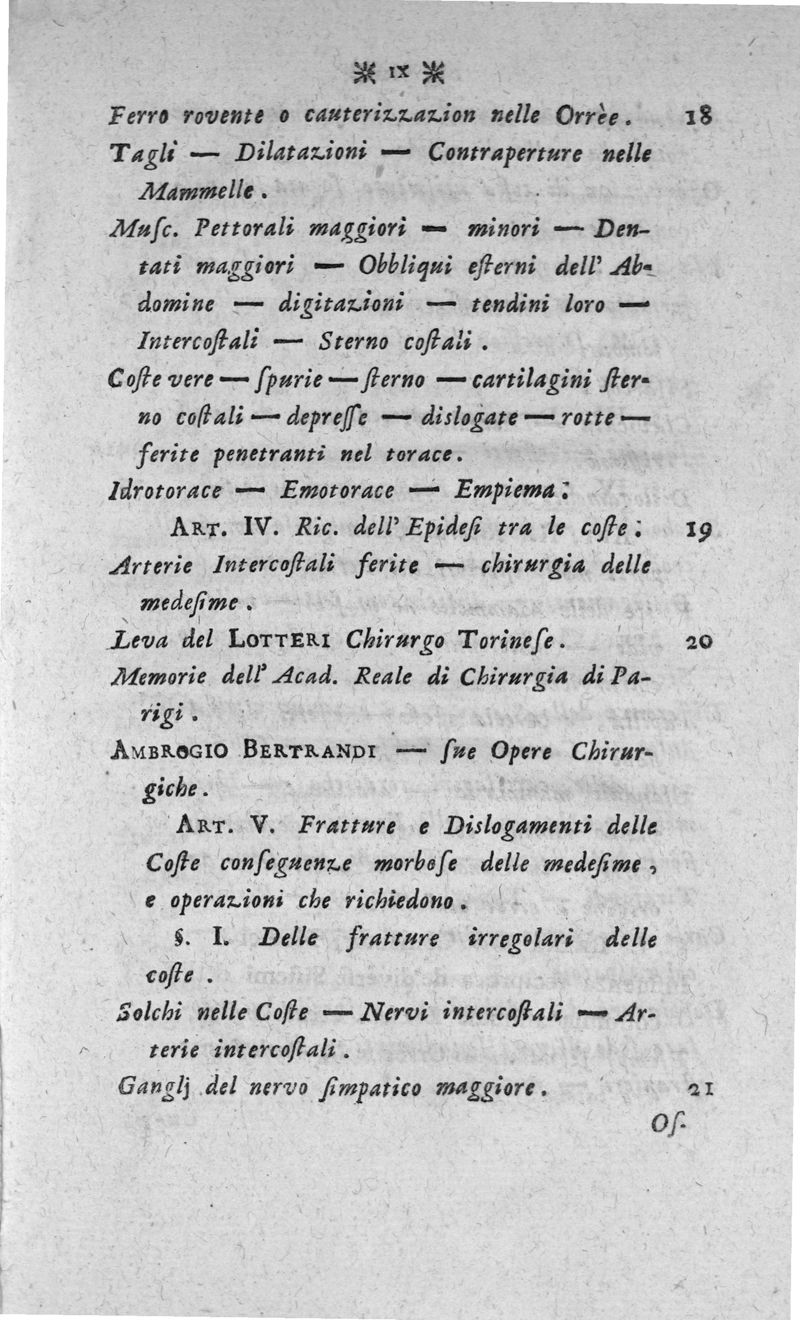 ※ IX ※
Ferro rovente o cauterizzazion nelle Orrèe. 18
Tagli — Dilatazioni — Contraperture nelle
Mammelle.
Muſc. Pettorali maggiori — minori — Den-
tati maggiori — Obbliqui eſterni dell' Ab-
domine — digitazioni — tendini loro —
Intercoſtali — Sterno coſtali.
Coſte vere — ſpurie — ſterno — cartilagini ſter-
no coſtali — depreſſe — dislogate — rotte —
ferite penetranti nel torace.
Idrotorace — Emotorace — Empiema.
ART. IV. Ric. dell' Epideſi tra le coſte. 19
Arterie Intercoſtali ferite — chirurgia delle
medeſime.
Leva del LOTTERI Chirurgo Torineſe. 20
Memorie dell' Acad. Reale di Chirurgia di Pa-
rigi.
AMBROGIO BERTRANDI — ſue Opere Chirur-
giche.
ART. V. Fratture e Dislogamenti delle
Coſte conſeguenze morboſe delle medeſime,
e operazioni che richiedono.
§. I. Delle fratture irregolari delle
coſte.
Solchi nelle Coſte — Nervi intercoſtali — Ar-
terie intercoſtali.
Ganglj del nervo ſimpatico maggiore. 21
Oſ-